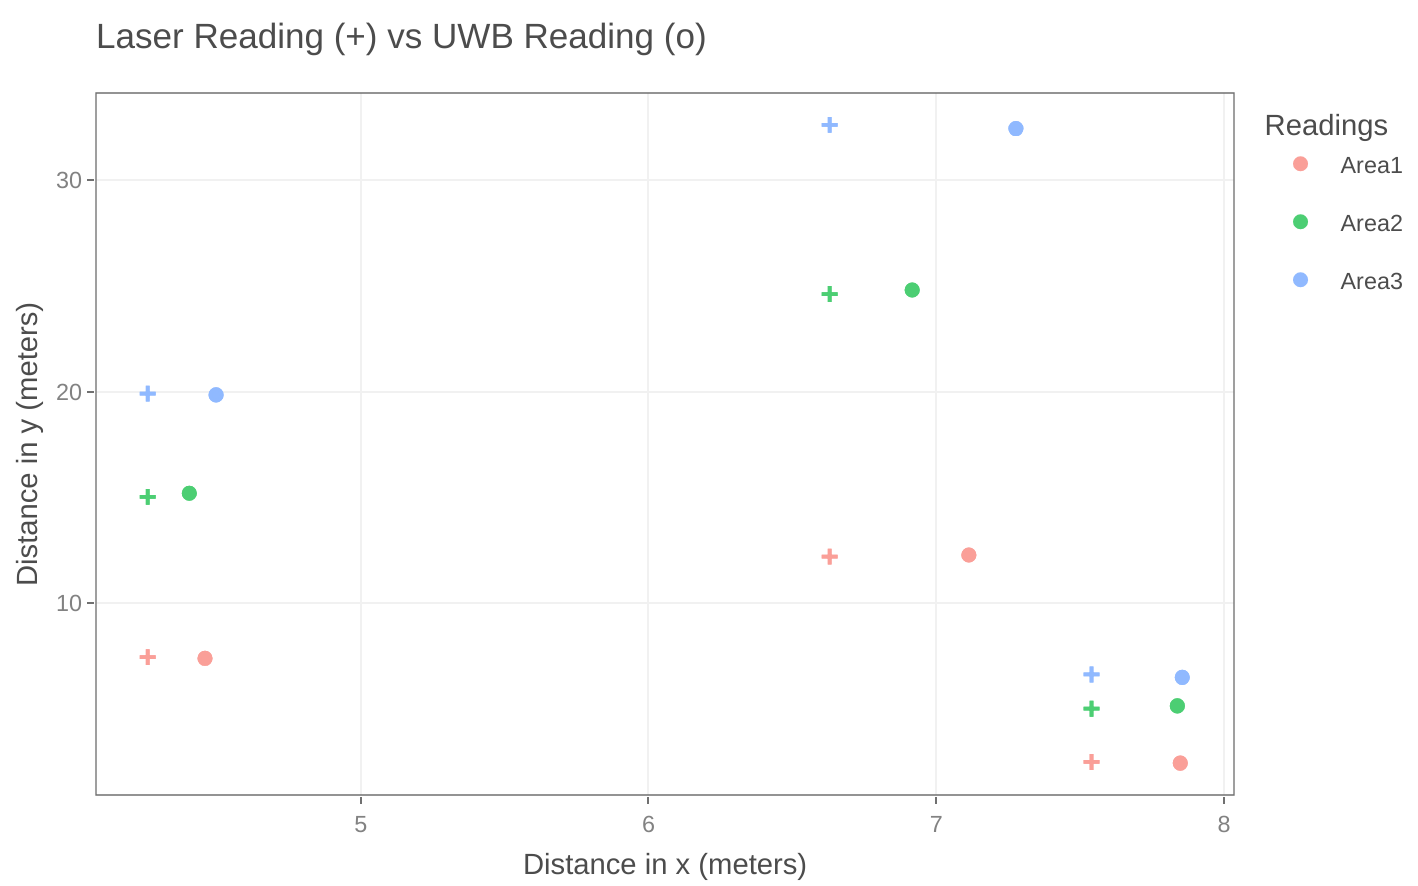 Laser Reading (+) vs UWB Reading (o)
Readings
Area1
Area2
Area3
30
20
10
Distance in y (meters)
5
6
7
8
Distance in x (meters)